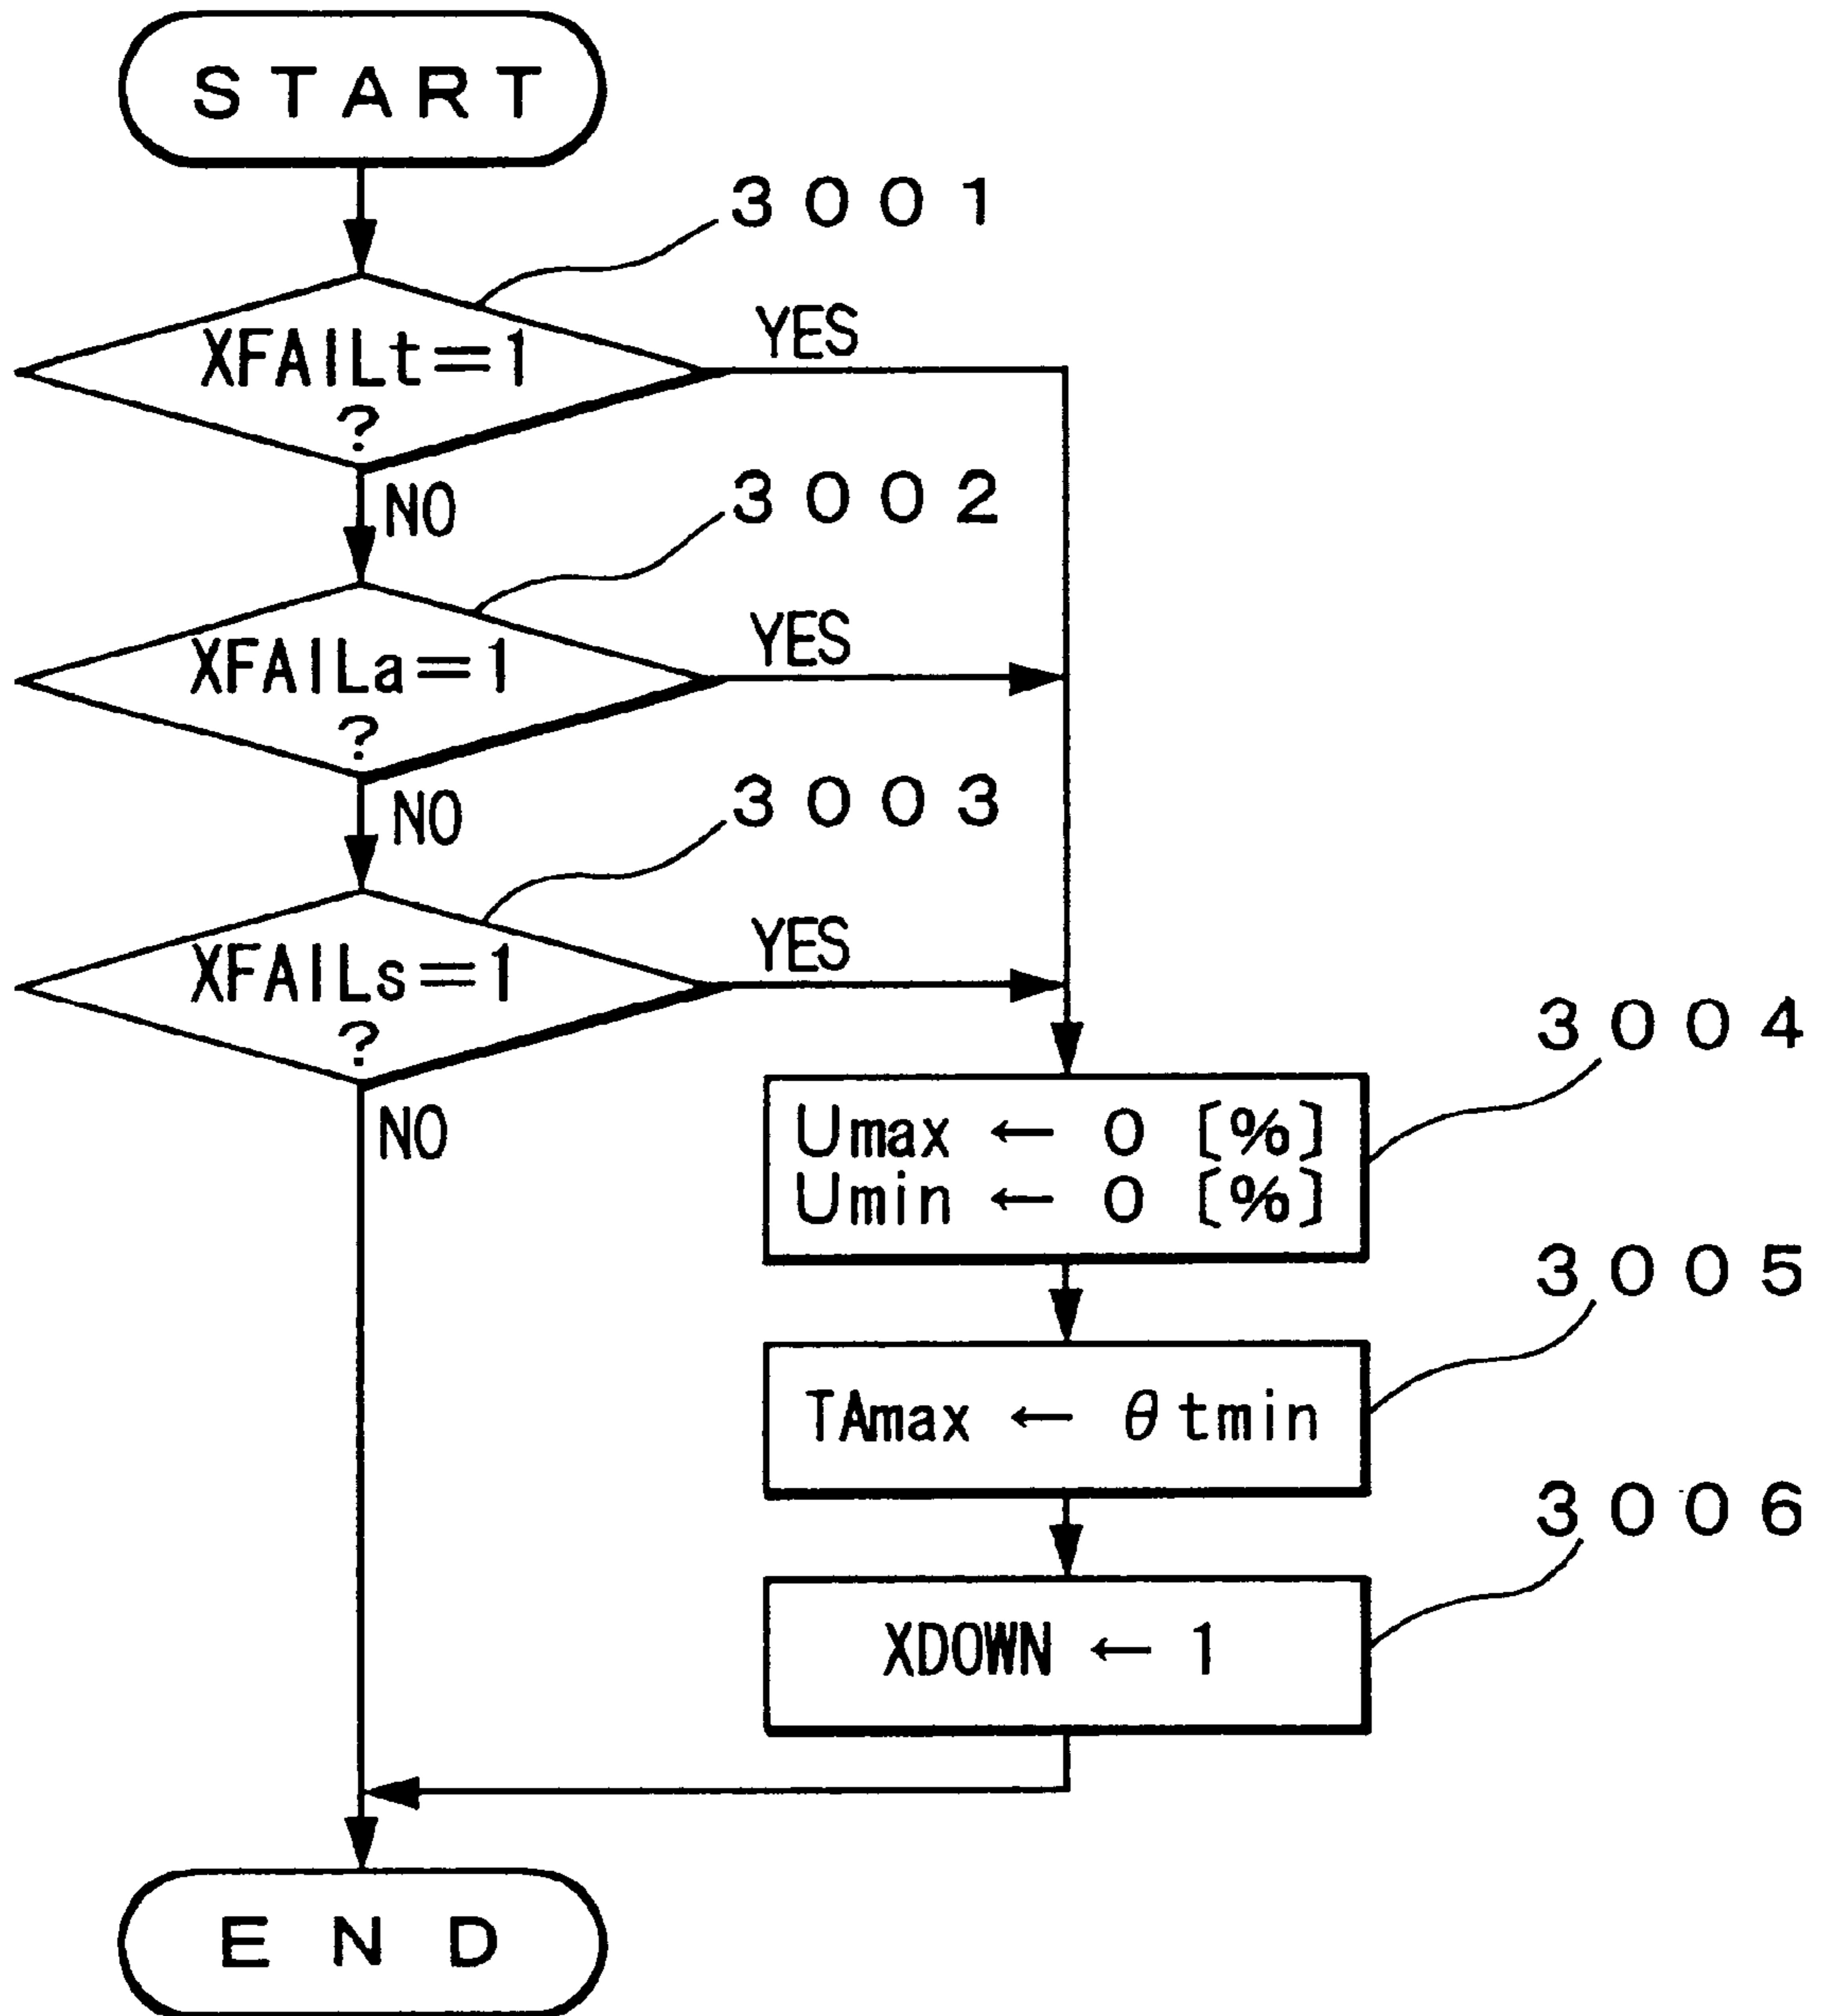 START
3001
XFAILt=1
?
YES
NO
3002
XFAILa=1
?
YES
NO
3003
XFAILs=1
?
YES
NO
3004
Umax ← 0 [%]
Umin ← 0 [%]
3005
TAmax ← θtmin
3006
XDOWN ← 1
END